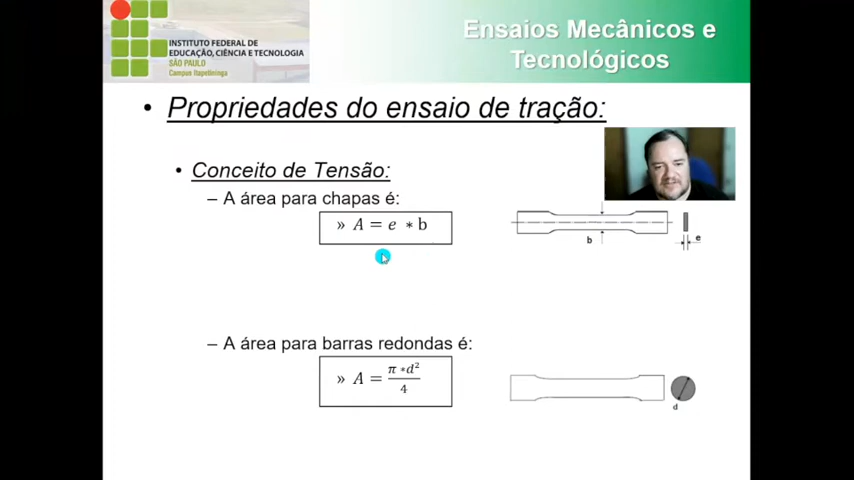 INSTITUTO FEDERAL DE
EDUCAÇÃO, CIÊNCIA E TECNOLOGIA
SÃO PAULO
Campus Itapetininga
Ensaios Mecânicos e
Tecnológicos
• Propriedades do ensaio de tração:
• Conceito de Tensão:
– A área para chapas é:
» A = e * b
b
e
– A área para barras redondas é:
» A = π *d² / 4
d